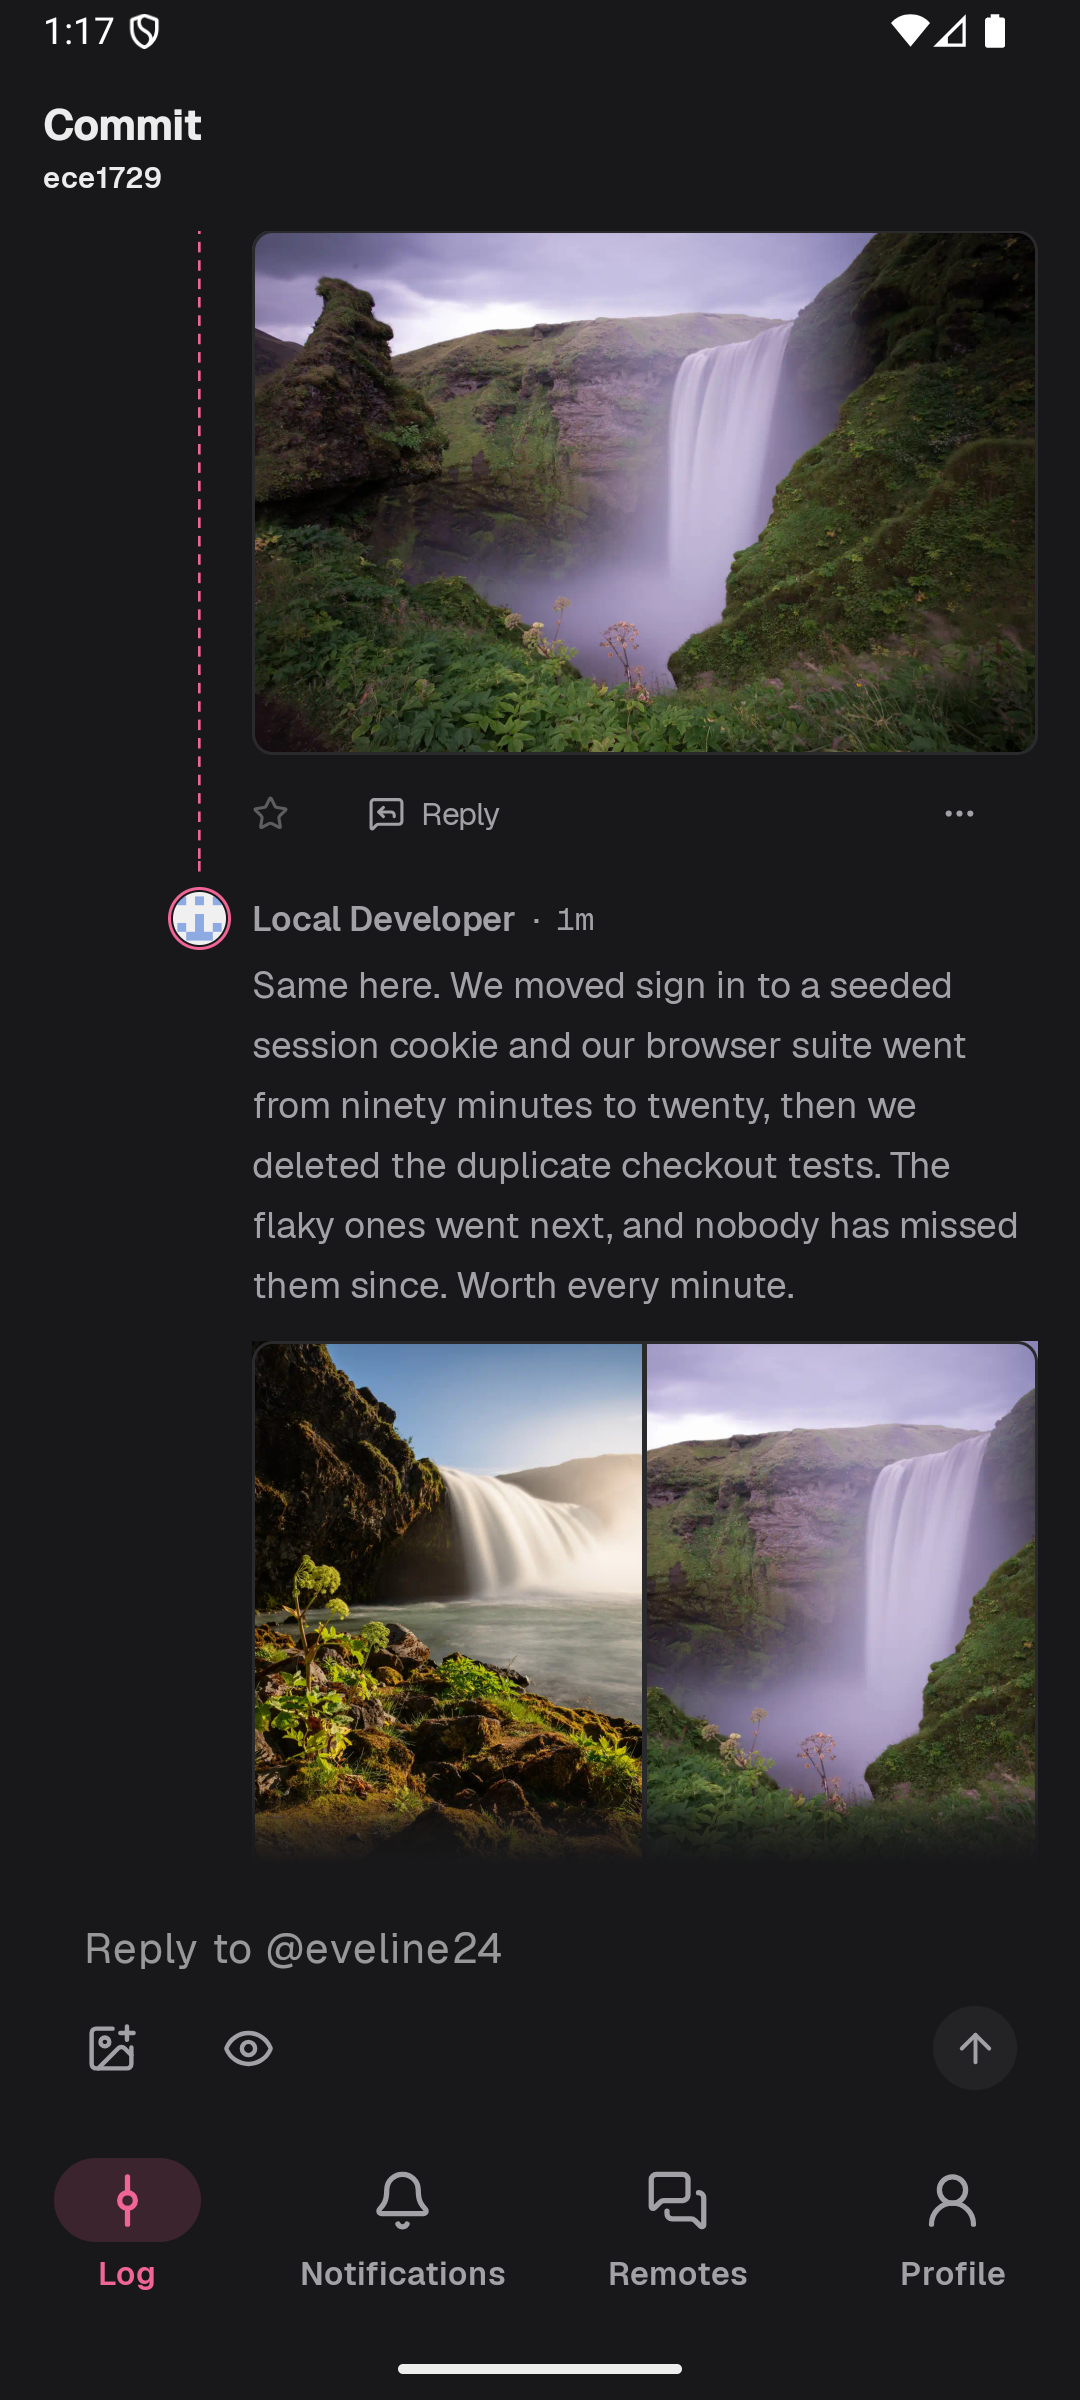 1:17
Commit
ece1729
Reply
Local Developer · 1m
Same here. We moved sign in to a seeded
session cookie and our browser suite went
from ninety minutes to twenty, then we
deleted the duplicate checkout tests. The
flaky ones went next, and nobody has missed
them since. Worth every minute.
Reply to @eveline24
Log
Notifications
Remotes
Profile